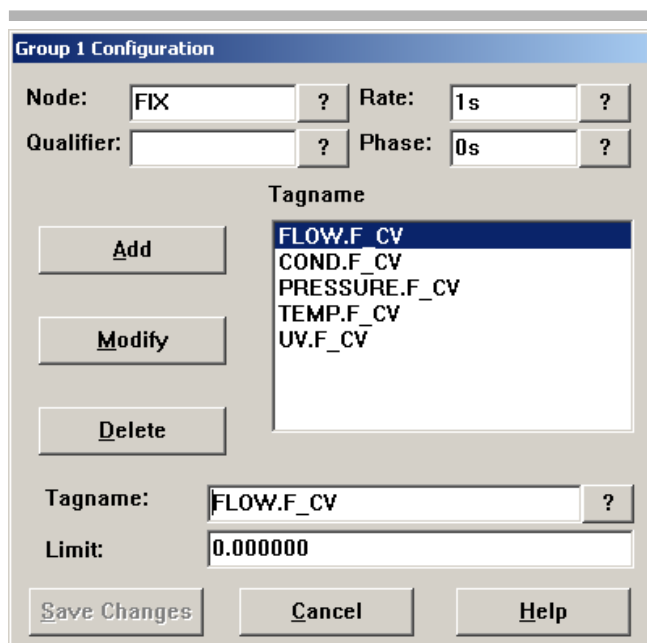 Group 1 Configuration
Node: FIX ? Rate: 1s ?
Qualifier: ? Phase: 0s ?
Tagname
Add
FLOW.F_CV
COND.F_CV
PRESSURE.F_CV
TEMP.F_CV
UV.F_CV
Modify
Delete
Tagname: FLOW.F_CV ?
Limit: 0.000000
Save Changes Cancel Help